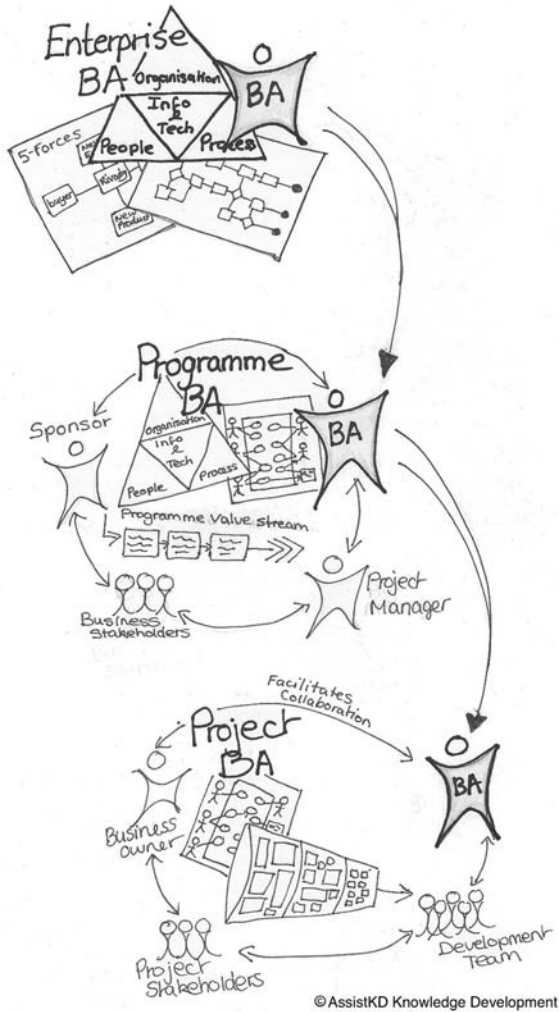 Enterprise
BA
BA
Organisation
Info
&
Tech
People
Process
5-Forces
Rivalry
buyer
New
Product
Programme
BA
BA
Sponsor
Organisation
Info
&
Tech
People
Process
Programme Value Stream
Business
Stakeholders
Project
Manager
Facilitates
Collaboration
Project
BA
BA
Business
owner
Project
Stakeholders
Development
Team
© AssistKD Knowledge Development